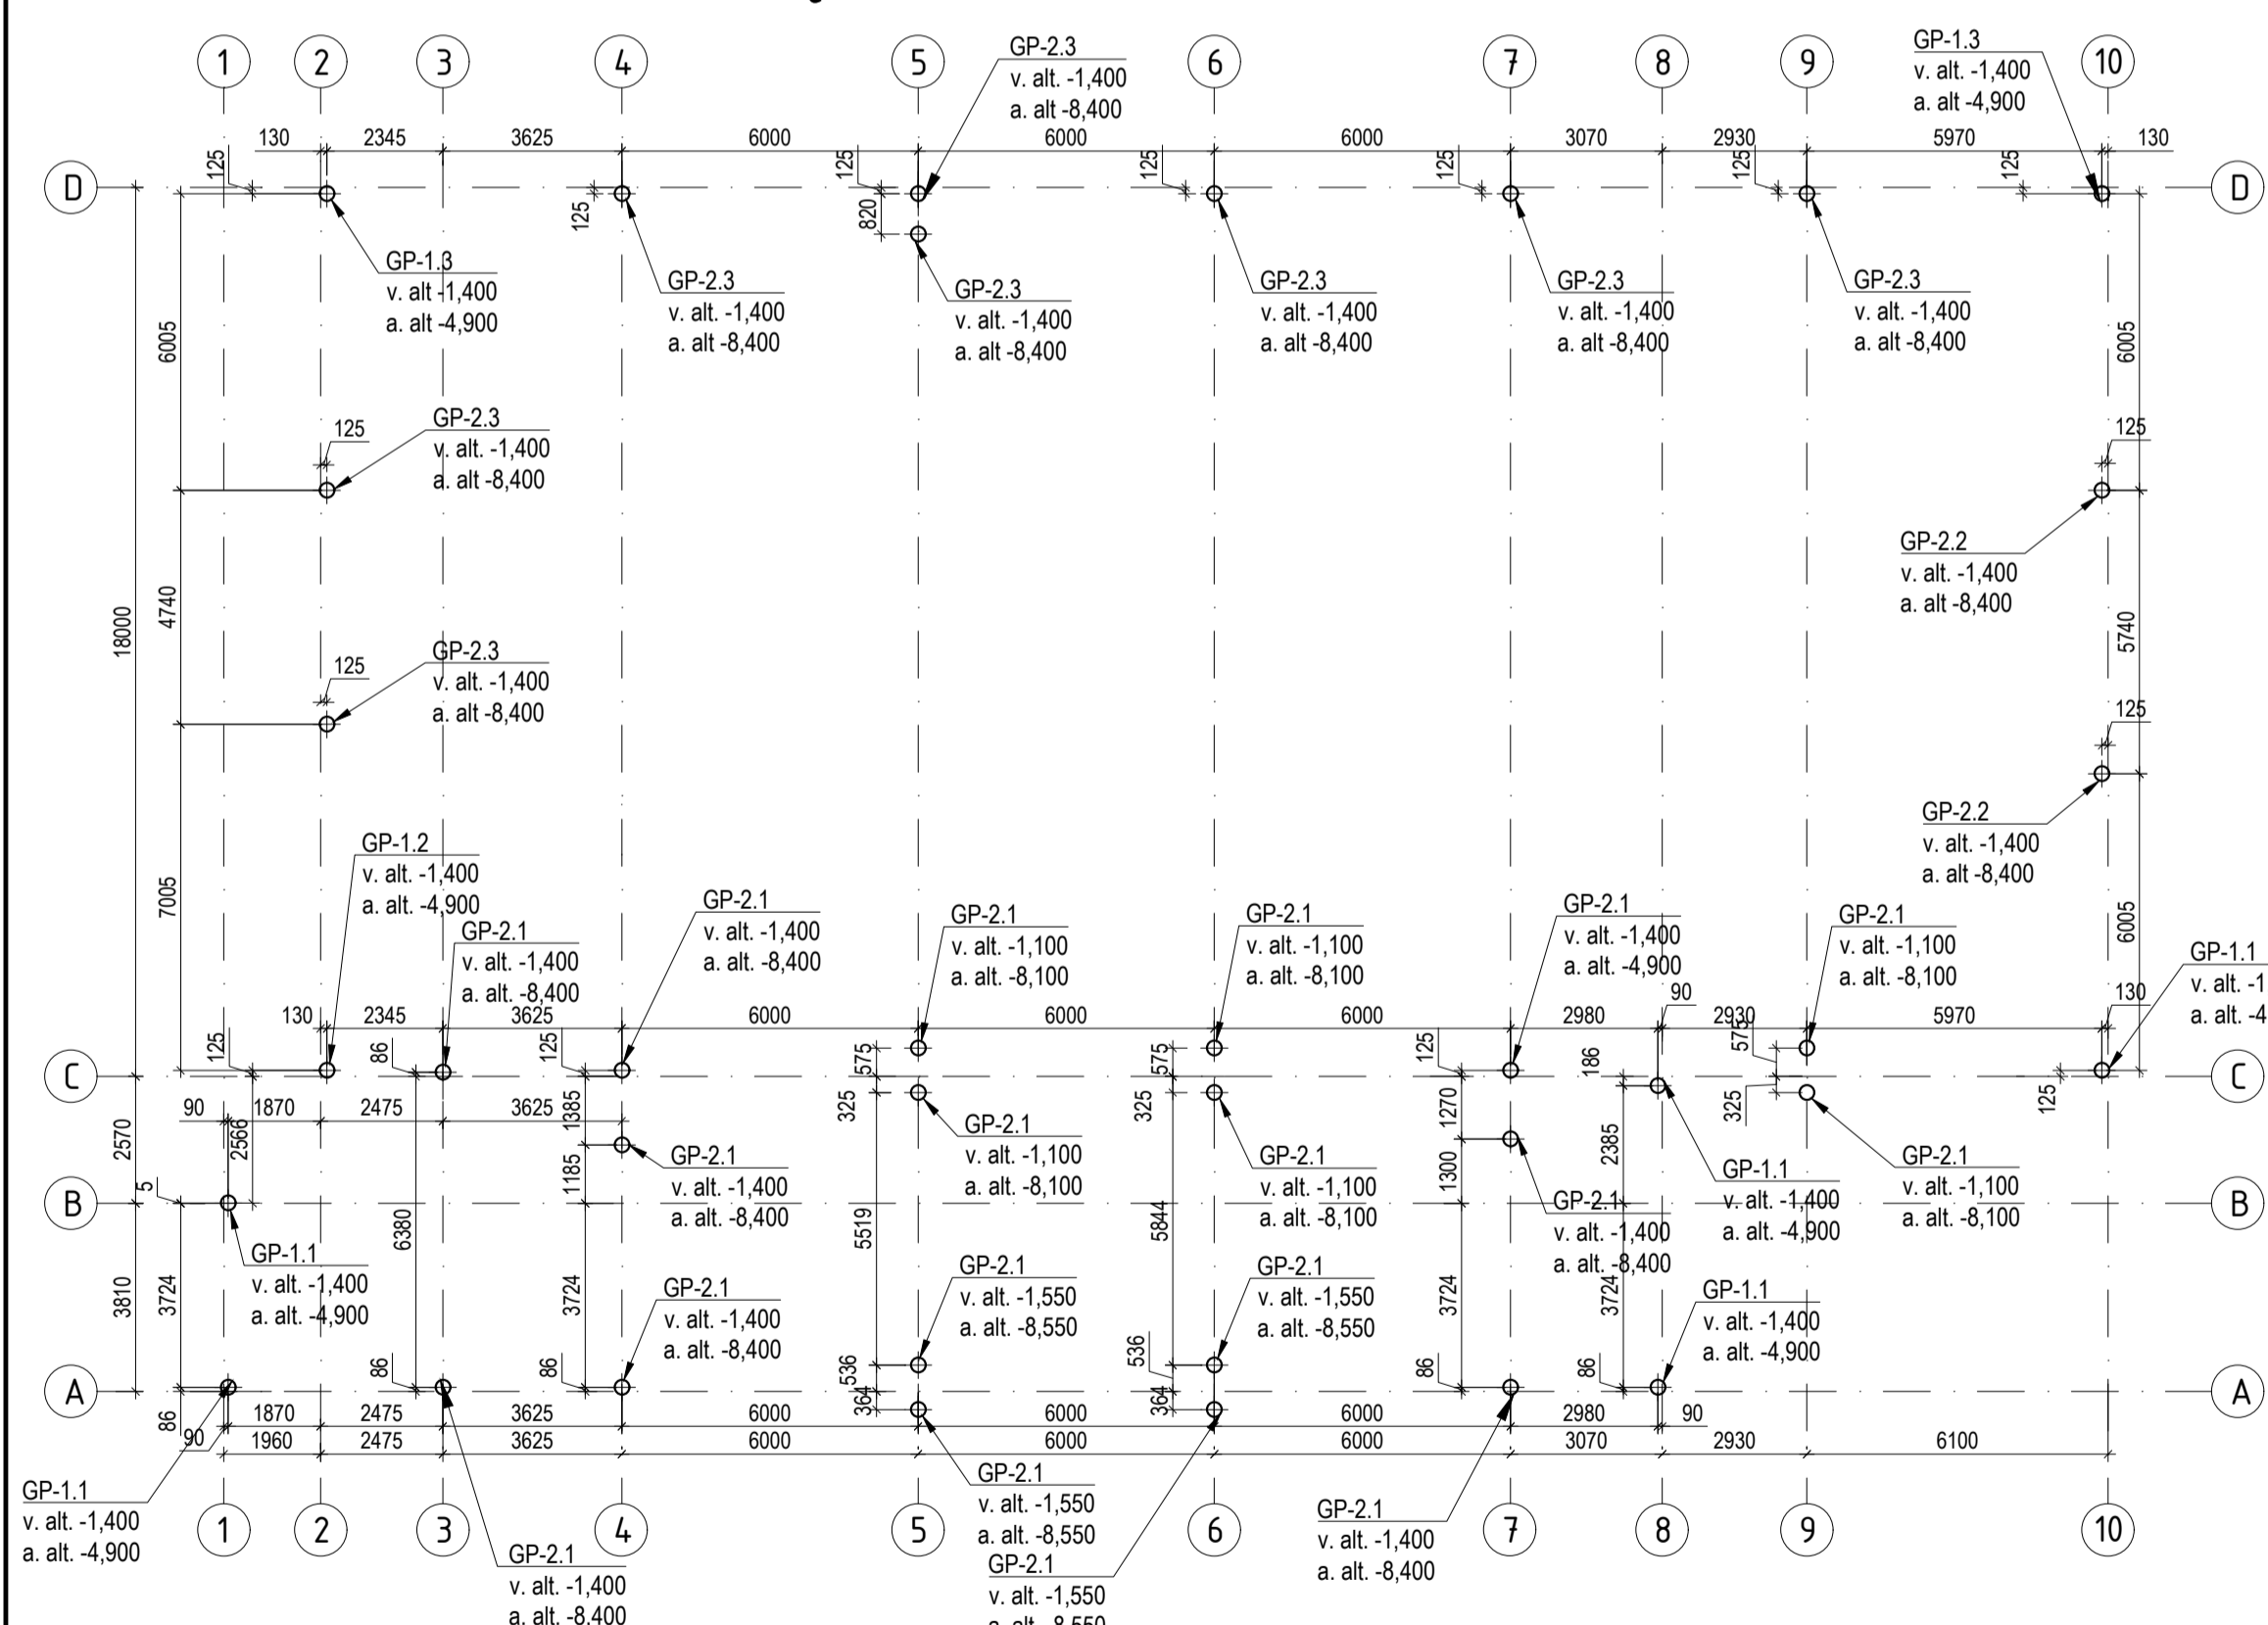 1 2 3 4 5 6 7 8 9 10
GP-2.3
v. alt. -1,400
a. alt -8,400
GP-1.3
v. alt. -1,400
a. alt -4,900
130 2345 3625 6000 6000 6000 3070 2930 5970 130
125 125 125 125 125 125
D D
125 820
GP-1.3
v. alt -1,400
a. alt -4,900
GP-2.3
v. alt. -1,400
a. alt -8,400
GP-2.3
v. alt. -1,400
a. alt -8,400
GP-2.3
v. alt. -1,400
a. alt -8,400
GP-2.3
v. alt. -1,400
a. alt -8,400
GP-2.3
v. alt. -1,400
a. alt -8,400
6005 6005
125
GP-2.3
v. alt. -1,400
a. alt -8,400
125
GP-2.2
v. alt. -1,400
a. alt -8,400
18000 4740 5740
125
GP-2.3
v. alt. -1,400
a. alt -8,400
125
GP-2.2
v. alt. -1,400
a. alt -8,400
7005 6005
GP-1.2
v. alt. -1,400
a. alt. -4,900
GP-2.1
v. alt. -1,400
a. alt. -8,400
GP-2.1
v. alt. -1,400
a. alt. -8,400
GP-2.1
v. alt. -1,100
a. alt. -8,100
GP-2.1
v. alt. -1,100
a. alt. -8,100
GP-2.1
v. alt. -1,400
a. alt. -4,900
GP-2.1
v. alt. -1,100
a. alt. -8,100
GP-1.1
v. alt. -1
a. alt. -4
130 2345 3625 6000 6000 6000 2980 90 2930 5970 130
125 86 125 575 575 125 186 575
C C
90 1870 2475 3625
2570 2566 1385 325 325 1270 2385 325 125
GP-2.1
v. alt. -1,400
a. alt. -8,400
GP-2.1
v. alt. -1,100
a. alt. -8,100
GP-2.1
v. alt. -1,100
a. alt. -8,100
GP-2.1
v. alt. -1,400
a. alt. -8,400
GP-1.1
v. alt. -1,400
a. alt. -4,900
GP-2.1
v. alt. -1,100
a. alt. -8,100
5 1185 1300
B B
6380 5519 5844
GP-1.1
v. alt. -1,400
a. alt. -4,900
GP-2.1
v. alt. -1,400
a. alt. -8,400
GP-2.1
v. alt. -1,550
a. alt. -8,550
GP-2.1
v. alt. -1,550
a. alt. -8,550
GP-1.1
v. alt. -1,400
a. alt. -4,900
3810 3724 3724 3724 3724
86 86 536 536 86 86
A A
86 364 364
90 1870 2475 3625 6000 6000 6000 2980 90
1960 2475 3625 6000 6000 6000 3070 2930 6100
GP-1.1
v. alt. -1,400
a. alt. -4,900
GP-2.1
v. alt. -1,400
a. alt. -8,400
GP-2.1
v. alt. -1,550
a. alt. -8,550
GP-2.1
v. alt. -1,550
a. alt. -8,550
GP-2.1
v. alt. -1,400
a. alt. -8,400
1 2 3 4 5 6 7 8 9 10